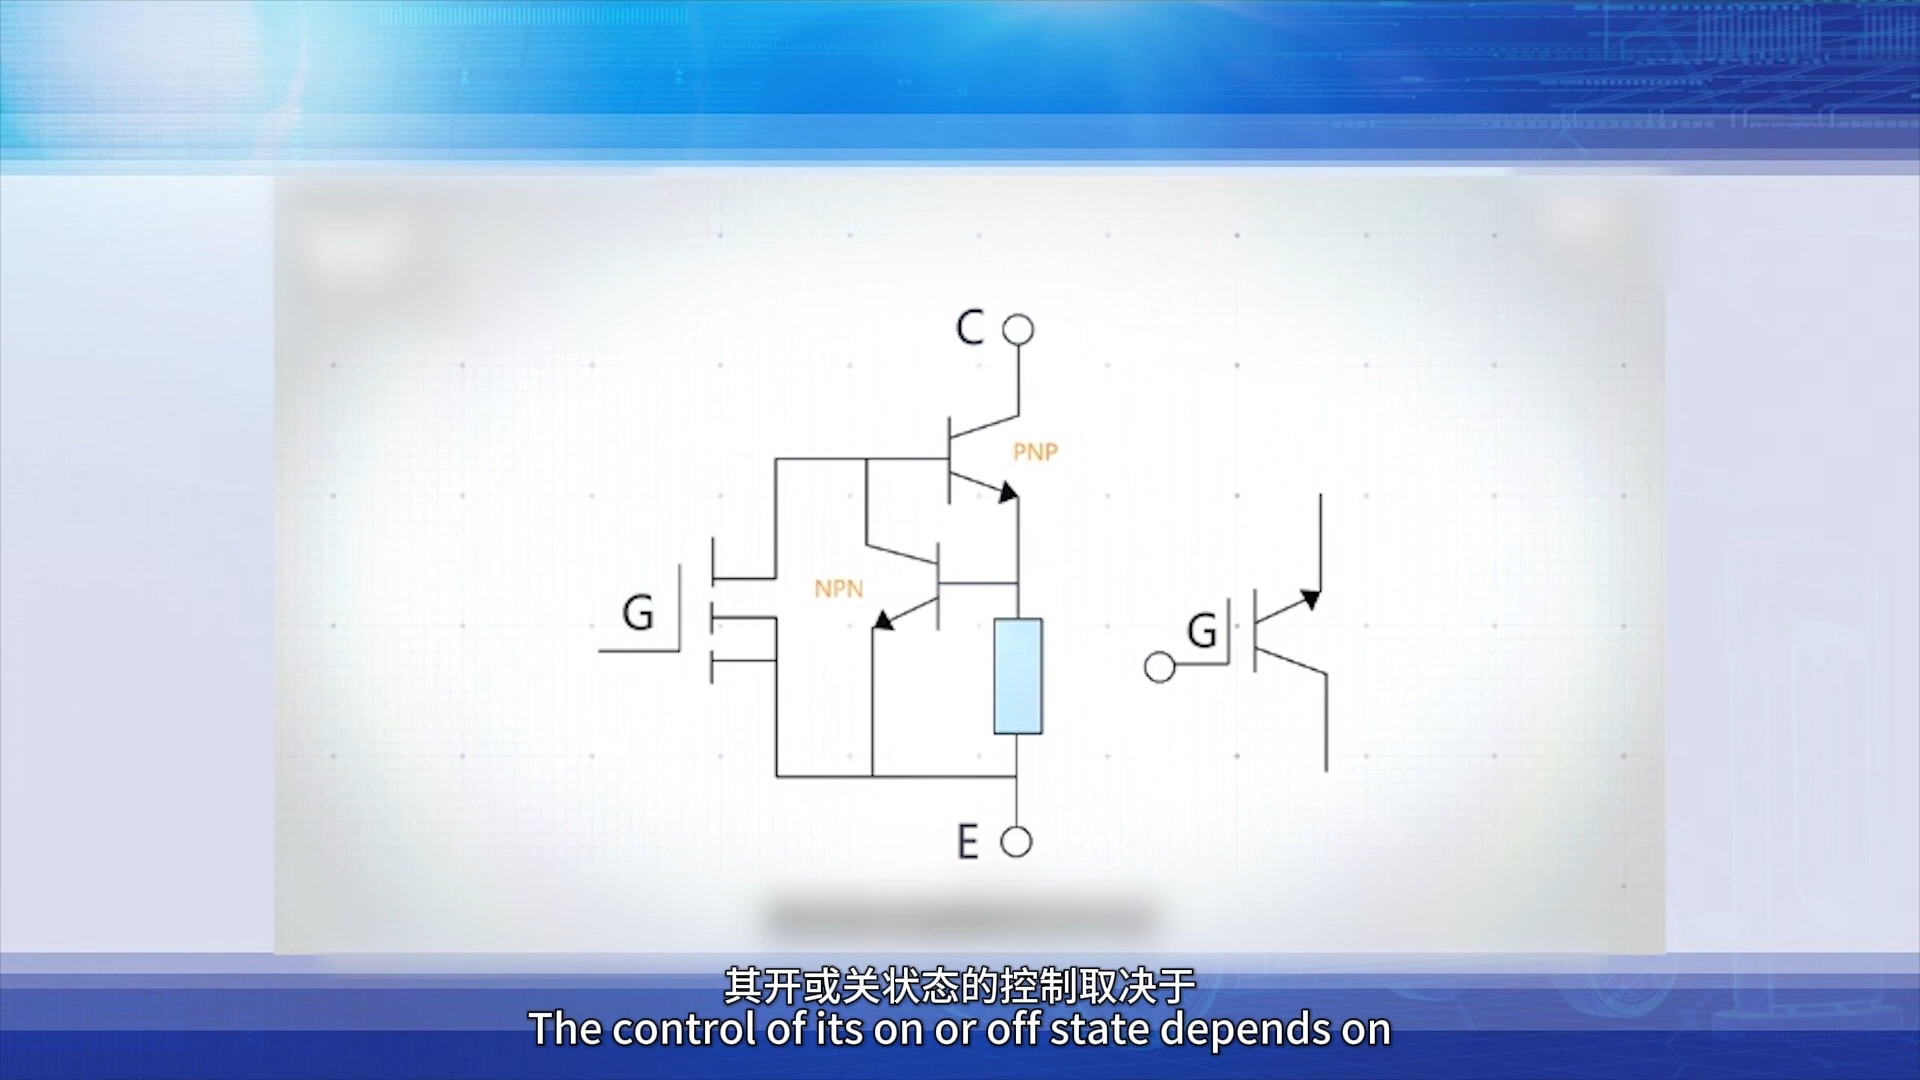 C
PNP
NPN
G
G
E
其开或关状态的控制取决于
The control of its on or off state depends on